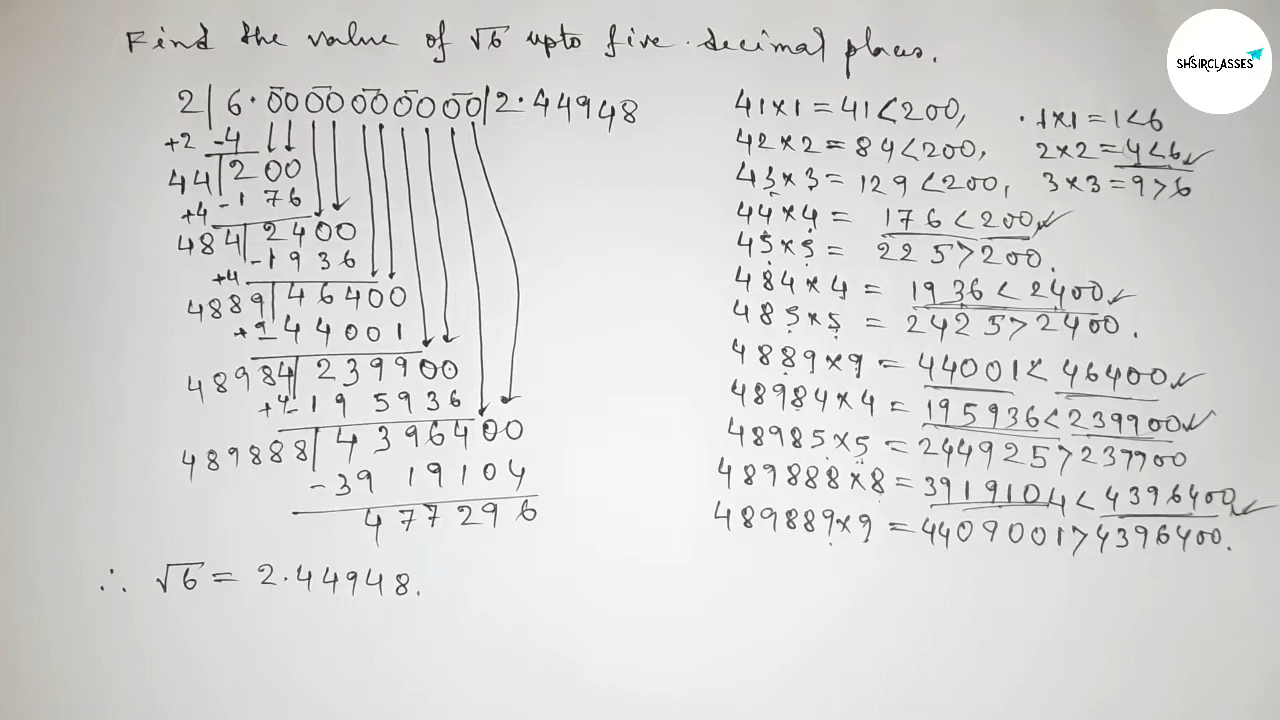 Find the value of √6 upto five decimal places.
SHSIRCLASSES
2 | 6.00 00 00 00 00 | 2.44948
+2 -4
44 | 200
+4 -176
484 | 2400
+4 -1936
4889 | 46400
+9 -44001
48984 | 239900
+4 -195936
489888 | 4396400
-3919104
477296
∴ √6 = 2.44948.
41×1 = 41<200, 1×1 = 1<6
42×2 = 84<200, 2×2 = 4<6✓
43×3 = 129<200, 3×3 = 9>6
44×4 = 176<200✓
45×5 = 225>200.
484×4 = 1936<2400✓
485×5 = 2425>2400.
4889×9 = 44001<46400✓
48984×4 = 195936<239900✓
48985×5 = 244925>239900
489888×8 = 3919104<4396400✓
489889×9 = 4409001>4396400.